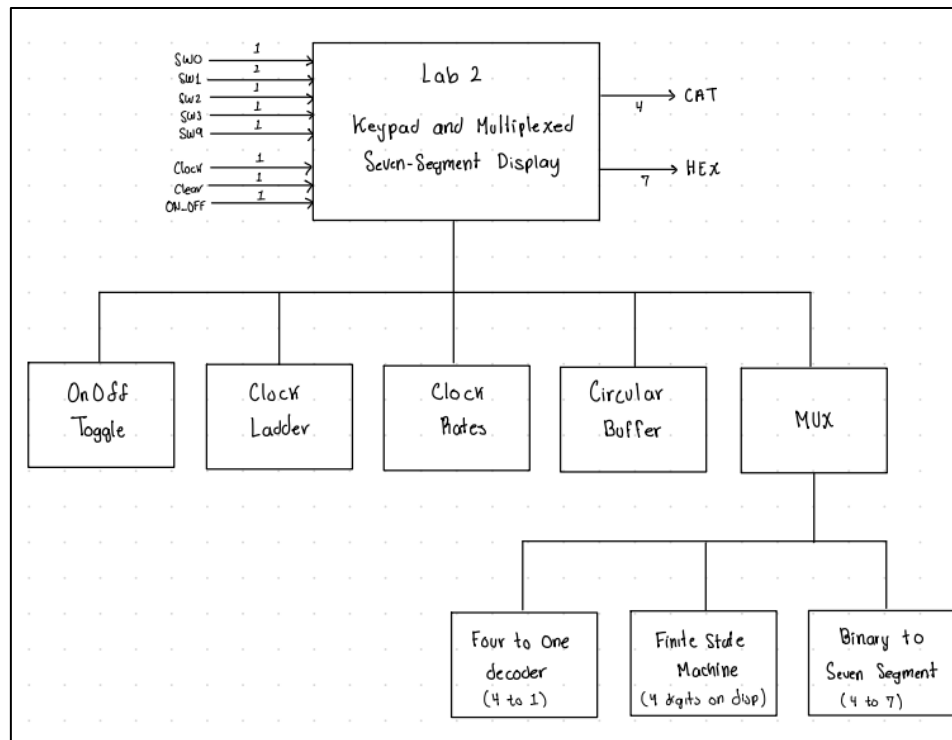 SW0 1
SW1 1
SW2 1
SW3 1
SW9 1
Clock 1
Clear 1
ON_OFF 1
Lab 2
Keypad and Multiplexed
Seven-Segment Display
4 CAT
7 HEX
OnOff
Toggle
Clock
Ladder
Clock
Rates
Circular
Buffer
MUX
Four to One
decoder
(4 to 1)
Finite State
Machine
(4 digits on disp)
Binary to
Seven Segment
(4 to 7)